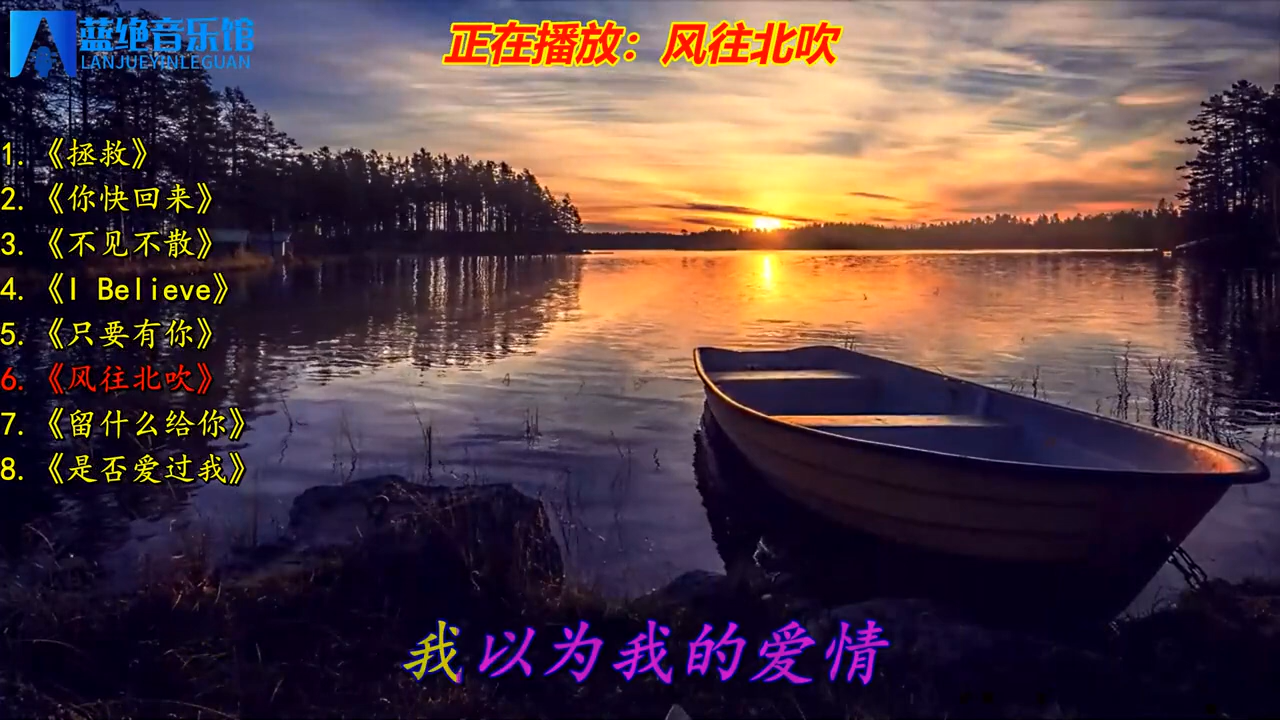 蓝绝音乐馆
LANJUEYINLEGUAN
正在播放：风往北吹
1.《拯救》
2.《你快回来》
3.《不见不散》
4.《I Believe》
5.《只要有你》
6.《风往北吹》
7.《留什么给你》
8.《是否爱过我》
我以为我的爱情